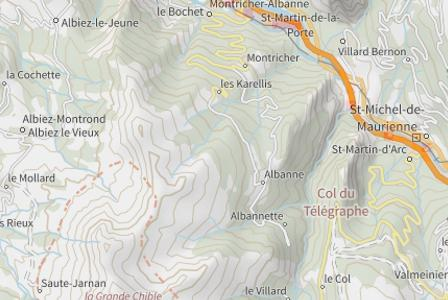 Montricher-Albanne
le Bochet
St-Martin-de-la-
Porte
Albiez-le-Jeune
Villard Bernon
Montricher
la Cochette
les Karellis
St-Michel-de-
Maurienne
Albiez-Montrond
Albiez le Vieux
St-Martin-d'Arc
le Mollard
Albanne
Col du
Télégraphe
Albannette
s Rieux
le
Valmeinier
Saute-Jarnan
le Col
la Grande Chible
le Villard